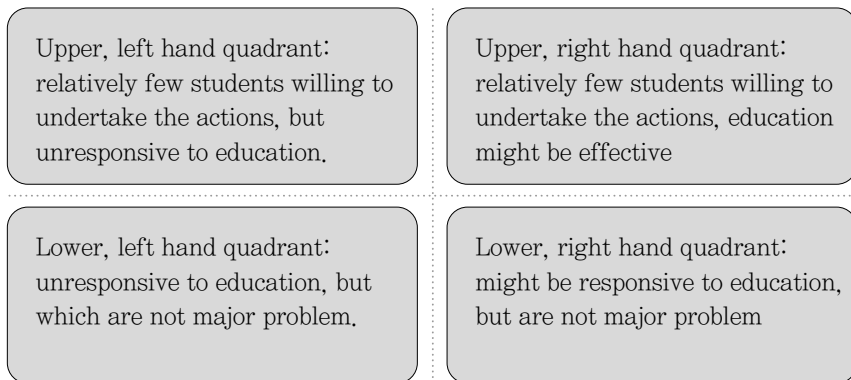 Upper, left hand quadrant:
relatively few students willing to
undertake the actions, but
unresponsive to education.
Upper, right hand quadrant:
relatively few students willing to
undertake the actions, education
might be effective
Lower, left hand quadrant:
unresponsive to education, but
which are not major problem.
Lower, right hand quadrant:
might be responsive to education,
but are not major problem